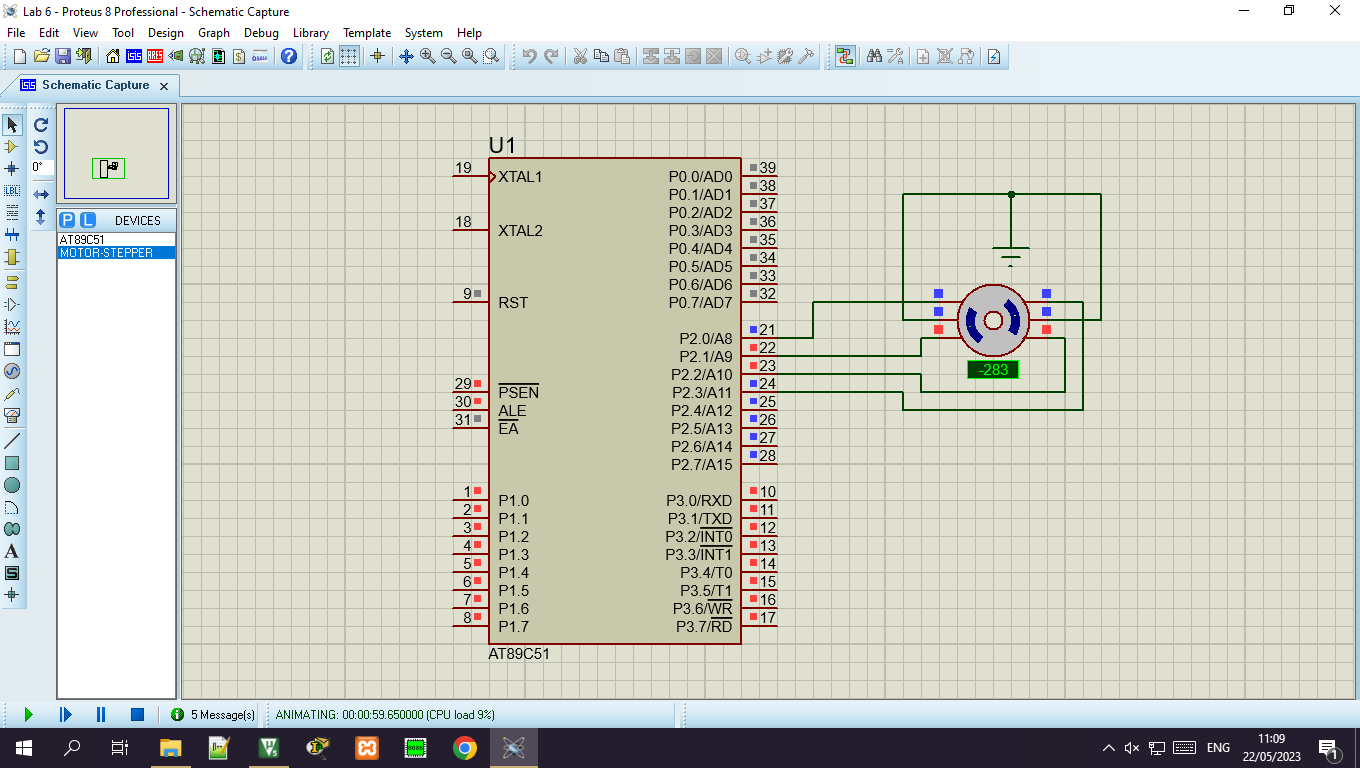 Lab 6 - Proteus 8 Professional - Schematic Capture
File Edit View Tool Design Graph Debug Library Template System Help
Schematic Capture
0°
LBL
P L DEVICES
AT89C51
MOTOR-STEPPER
A
S
U1
19 XTAL1
18 XTAL2
9 RST
29 PSEN
30 ALE
31 EA
1 P1.0
2 P1.1
3 P1.2
4 P1.3
5 P1.4
6 P1.5
7 P1.6
8 P1.7
P0.0/AD0 39
P0.1/AD1 38
P0.2/AD2 37
P0.3/AD3 36
P0.4/AD4 35
P0.5/AD5 34
P0.6/AD6 33
P0.7/AD7 32
P2.0/A8 21
P2.1/A9 22
P2.2/A10 23
P2.3/A11 24
P2.4/A12 25
P2.5/A13 26
P2.6/A14 27
P2.7/A15 28
P3.0/RXD 10
P3.1/TXD 11
P3.2/INT0 12
P3.3/INT1 13
P3.4/T0 14
P3.5/T1 15
P3.6/WR 16
P3.7/RD 17
AT89C51
-283
5 Message(s) ANIMATING: 00:00:59.650000 (CPU load 9%)
ENG
11:09
22/05/2023
1